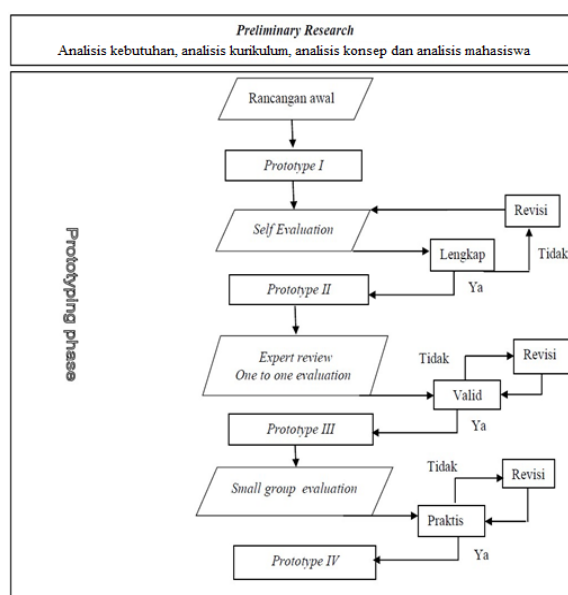 Preliminary Research
Analisis kebutuhan, analisis kurikulum, analisis konsep dan analisis mahasiswa
Prototyping phase
Rancangan awal
Prototype I
Self Evaluation
Revisi
Lengkap
Tidak
Ya
Prototype II
Expert review
One to one evaluation
Tidak
Revisi
Valid
Ya
Prototype III
Small group evaluation
Tidak
Revisi
Praktis
Ya
Prototype IV